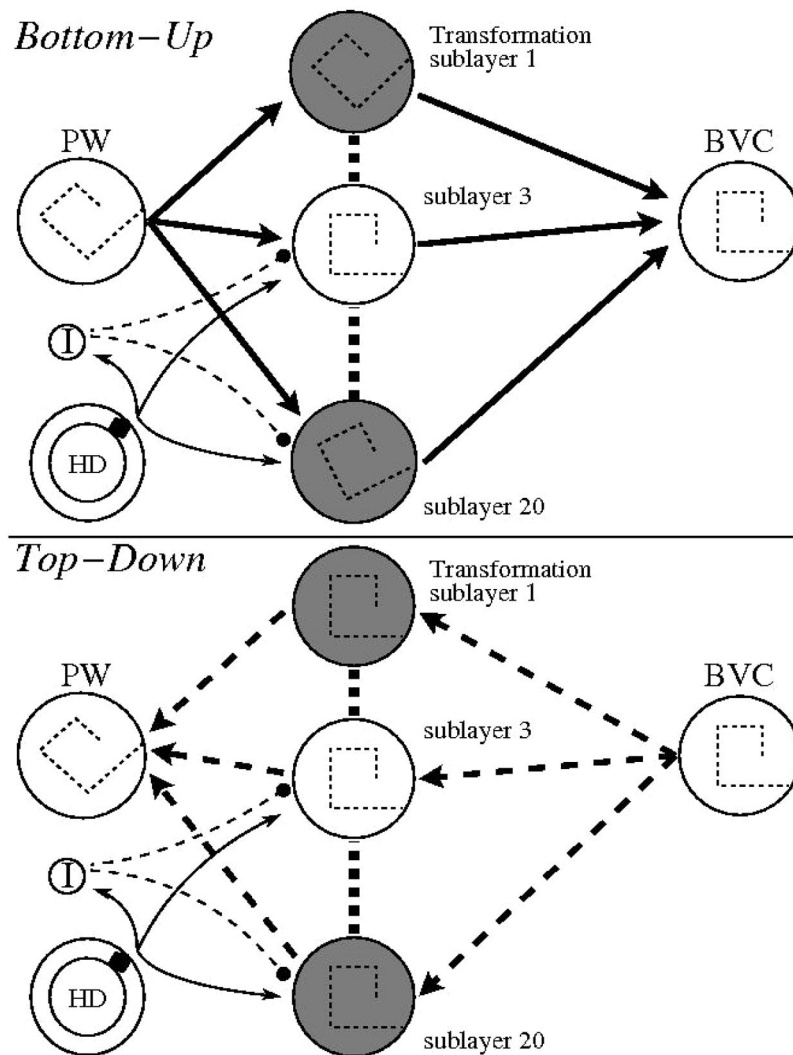 Bottom-Up
Transformation
sublayer 1
PW
BVC
sublayer 3
I
HD
sublayer 20
Top-Down
Transformation
sublayer 1
PW
BVC
sublayer 3
I
HD
sublayer 20